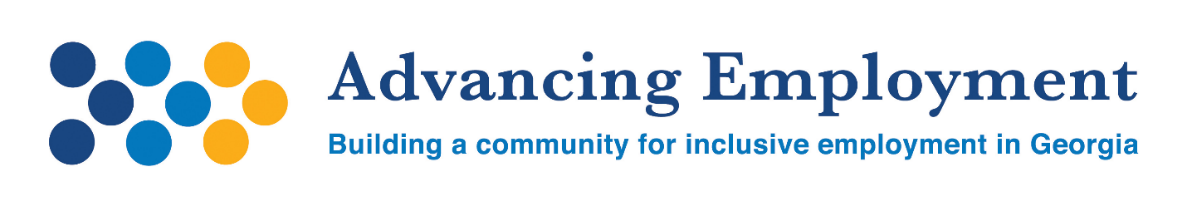 Advancing Employment
Building a community for inclusive employment in Georgia